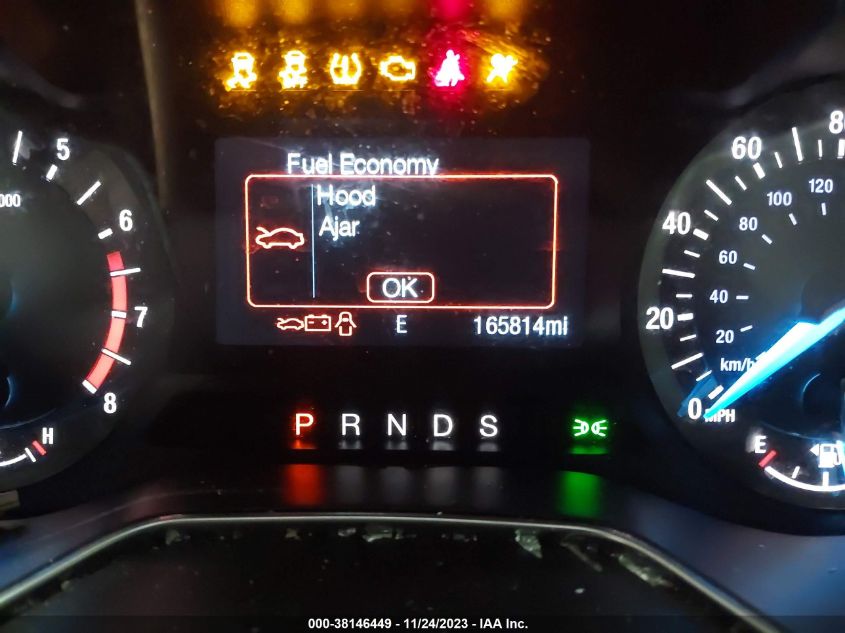 Fuel Economy
Hood
Ajar
OK
E 165814mi
P R N D S
5
000
6
7
8
H
80
60
40
20
0
MPH
120
100
80
60
40
20
km/h
E
000-38146449 - 11/24/2023 - IAA Inc.